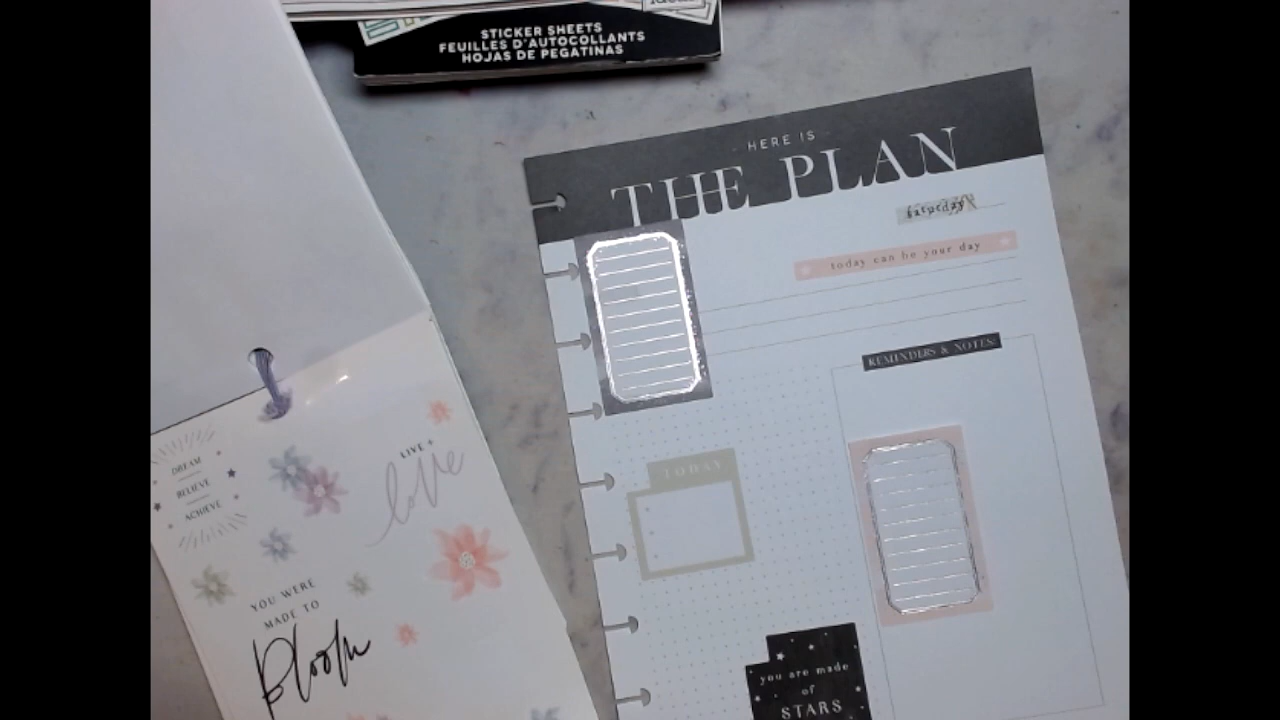 STICKER SHEETS
FEUILLES D'AUTOCOLLANTS
HOJAS DE PEGATINAS
HERE IS
THE PLAN
saturday
today can be your day
REMINDERS & NOTES:
TODAY
you are made
of
STARS
DREAM
BELIEVE
ACHIEVE
LIVE +
love
YOU WERE
MADE TO
bloom